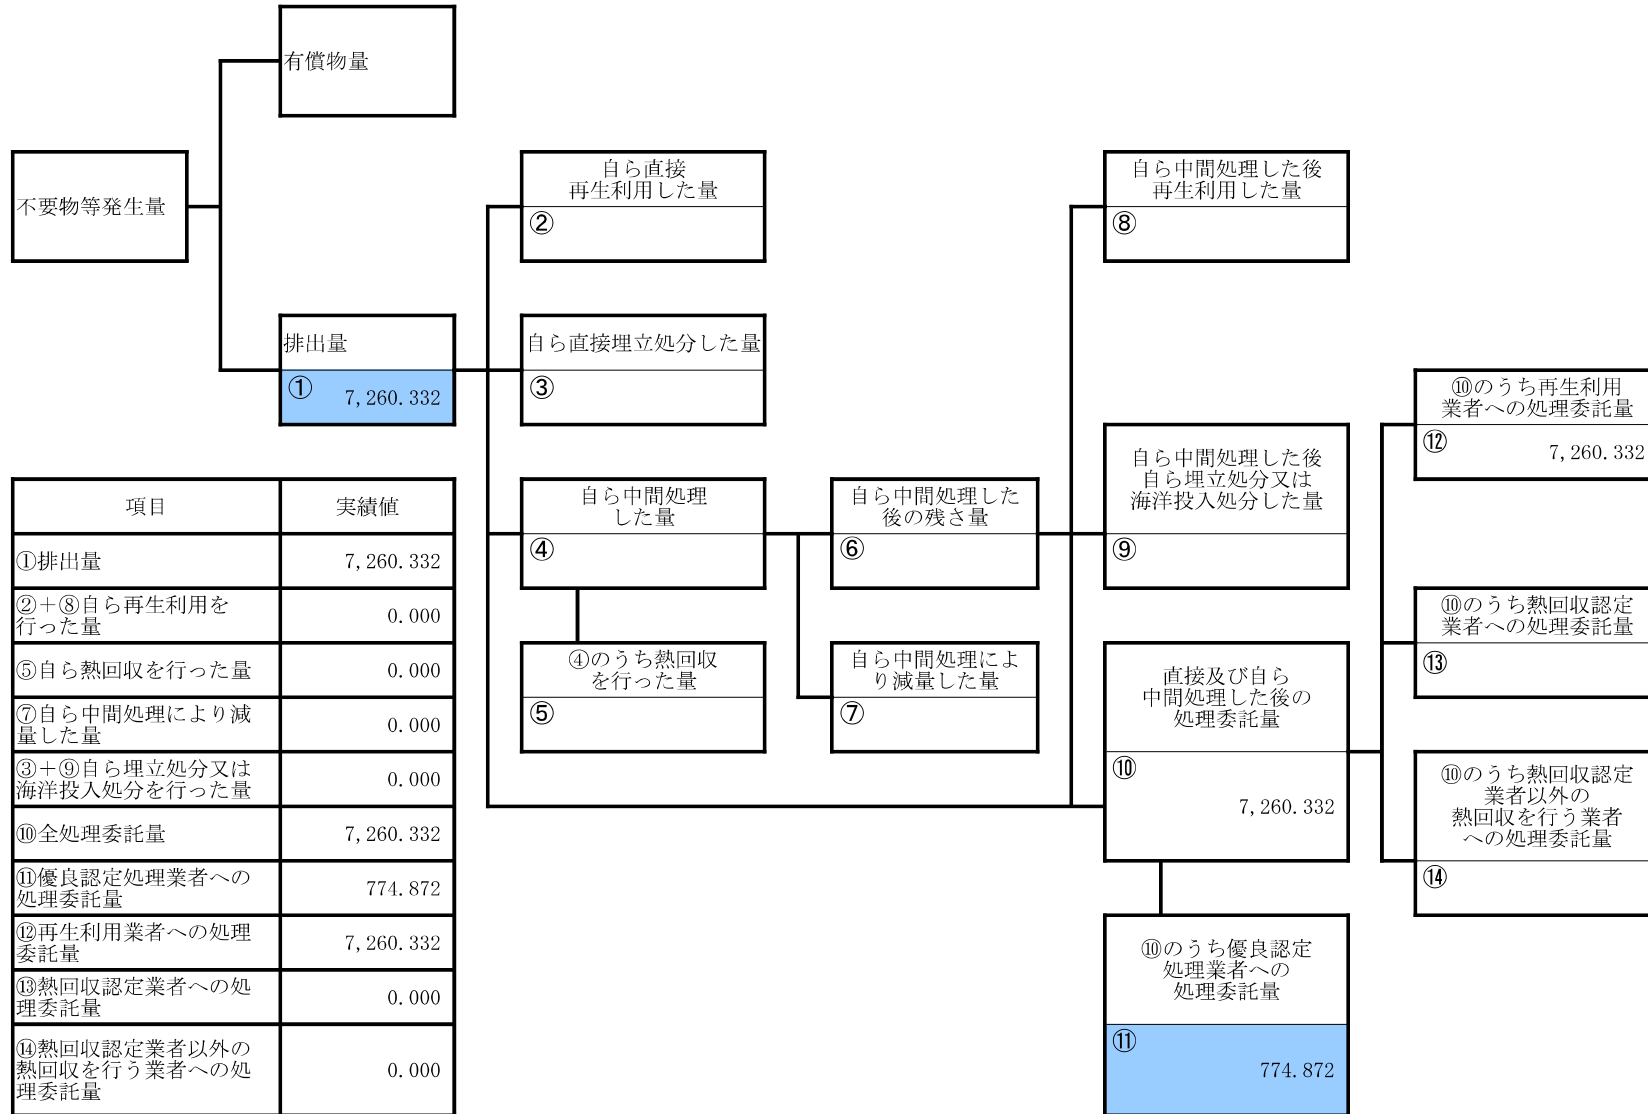 有償物量
不要物等発生量
排出量
①
7,260.332
自ら直接
再生利用した量
②
自ら直接埋立処分した量
③
自ら中間処理
した量
④
④のうち熱回収
を行った量
⑤
自ら中間処理した
後の残さ量
⑥
自ら中間処理によ
り減量した量
⑦
自ら中間処理した後
再生利用した量
⑧
自ら中間処理した後
自ら埋立処分又は
海洋投入処分した量
⑨
直接及び自ら
中間処理した後の
処理委託量
⑩
7,260.332
⑩のうち優良認定
処理業者への
処理委託量
⑪
774.872
⑩のうち再生利用
業者への処理委託量
⑫
7,260.332
⑩のうち熱回収認定
業者への処理委託量
⑬
⑩のうち熱回収認定
業者以外の
熱回収を行う業者
への処理委託量
⑭
項目 実績値
①排出量 7,260.332
②＋⑧自ら再生利用を
行った量 0.000
⑤自ら熱回収を行った量 0.000
⑦自ら中間処理により減
量した量 0.000
③＋⑨自ら埋立処分又は
海洋投入処分を行った量 0.000
⑩全処理委託量 7,260.332
⑪優良認定処理業者への
処理委託量 774.872
⑫再生利用業者への処理
委託量 7,260.332
⑬熱回収認定業者への処
理委託量 0.000
⑭熱回収認定業者以外の
熱回収を行う業者への処
理委託量 0.000